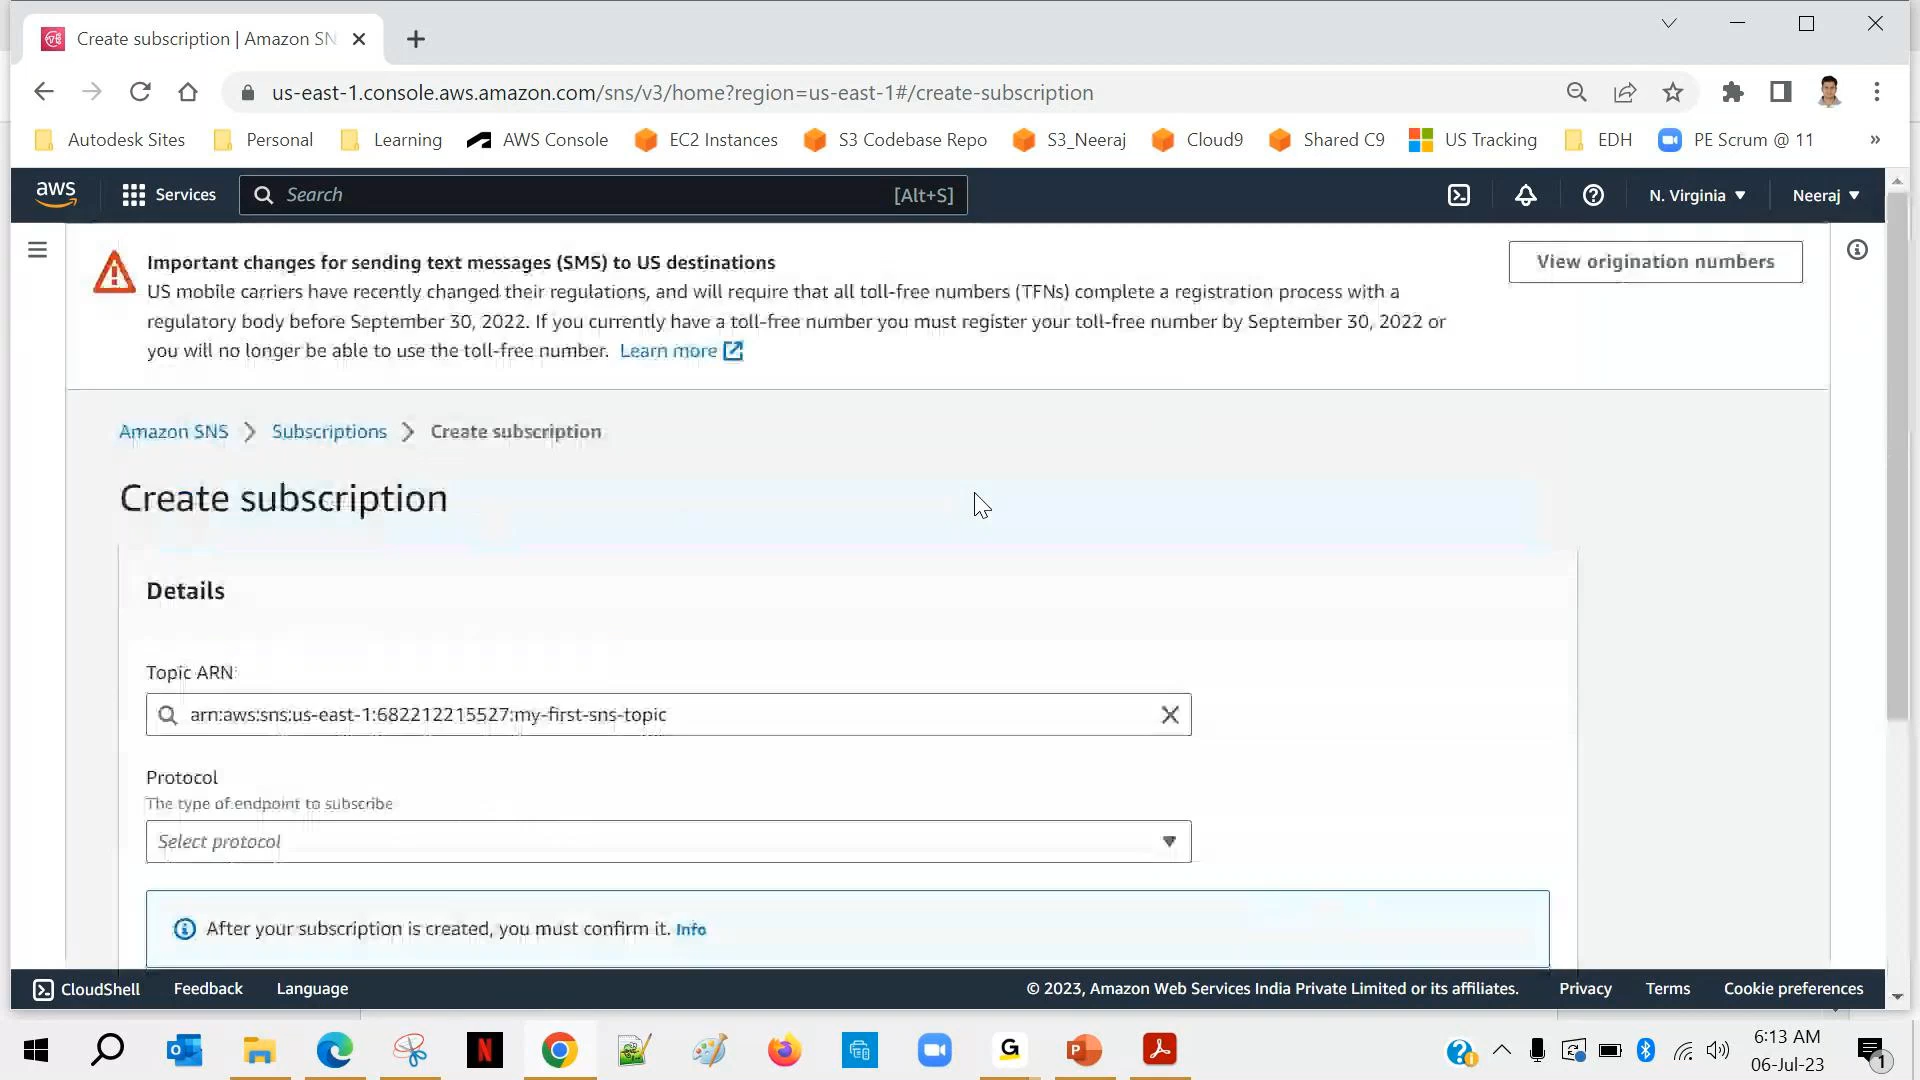 Create subscription | Amazon SN
us-east-1.console.aws.amazon.com/sns/v3/home?region=us-east-1#/create-subscription
Autodesk Sites
Personal
Learning
AWS Console
EC2 Instances
S3 Codebase Repo
S3_Neeraj
Cloud9
Shared C9
US Tracking
EDH
PE Scrum @ 11
»
aws
Services
Search
[Alt+S]
N. Virginia
Neeraj
Important changes for sending text messages (SMS) to US destinations
US mobile carriers have recently changed their regulations, and will require that all toll-free numbers (TFNs) complete a registration process with a
regulatory body before September 30, 2022. If you currently have a toll-free number you must register your toll-free number by September 30, 2022 or
you will no longer be able to use the toll-free number. Learn more
View origination numbers
Amazon SNS > Subscriptions > Create subscription
Create subscription
Details
Topic ARN
arn:aws:sns:us-east-1:682212215527:my-first-sns-topic
Protocol
The type of endpoint to subscribe
Select protocol
After your subscription is created, you must confirm it. Info
CloudShell
Feedback
Language
© 2023, Amazon Web Services India Private Limited or its affiliates.
Privacy
Terms
Cookie preferences
N
G
P
6:13 AM
06-Jul-23
1